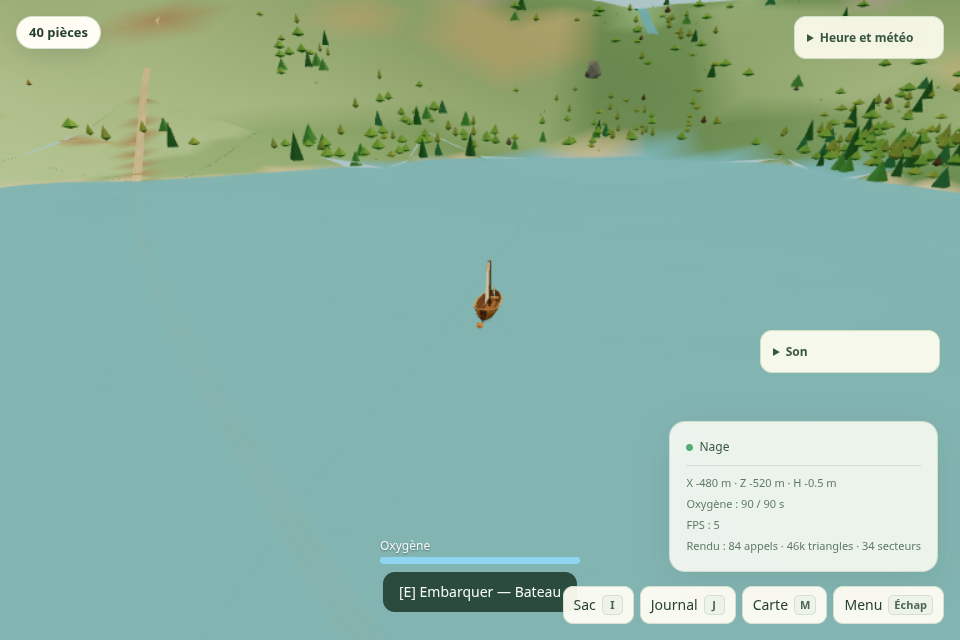 40 pièces
Heure et météo
Son
Nage
X -480 m · Z -520 m · H -0.5 m
Oxygène : 90 / 90 s
FPS : 5
Rendu : 84 appels · 46k triangles · 34 secteurs
Oxygène
[E] Embarquer — Bateau
Sac I
Journal J
Carte M
Menu Échap